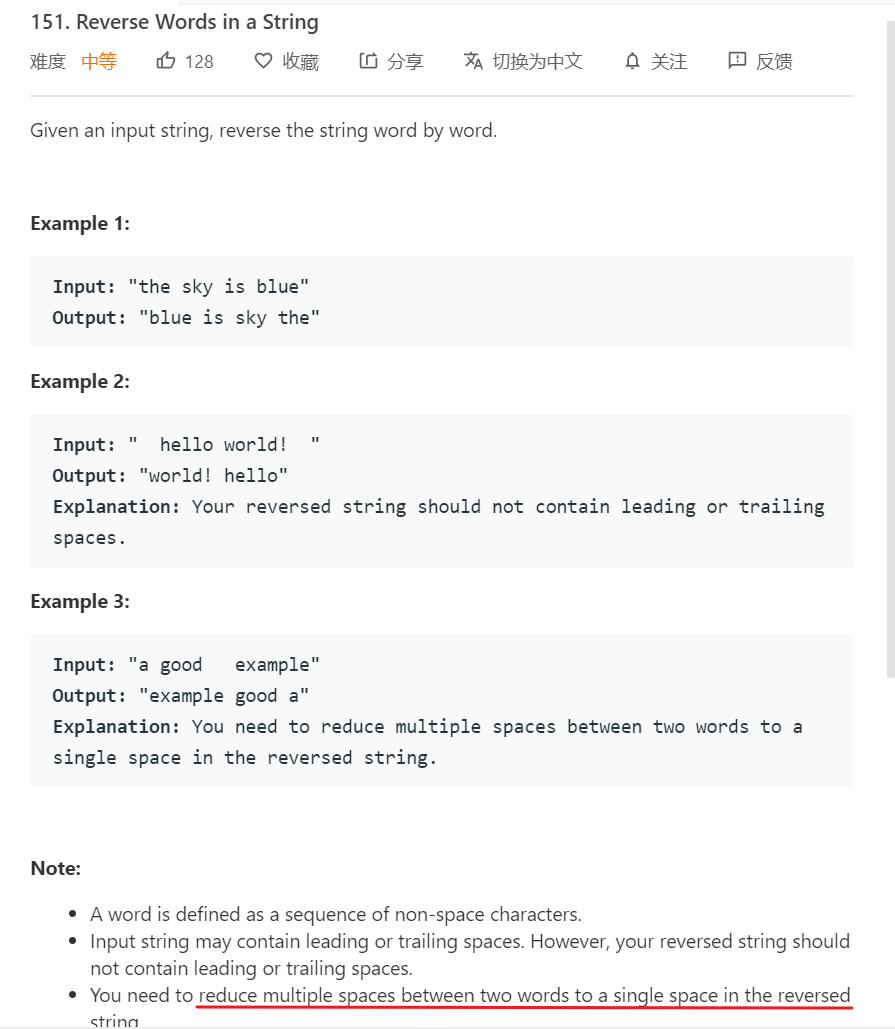 151. Reverse Words in a String
难度 中等 128 收藏 分享 切换为中文 关注 反馈
Given an input string, reverse the string word by word.
Example 1:
Input: "the sky is blue"
Output: "blue is sky the"
Example 2:
Input: "  hello world!  "
Output: "world! hello"
Explanation: Your reversed string should not contain leading or trailing
spaces.
Example 3:
Input: "a good   example"
Output: "example good a"
Explanation: You need to reduce multiple spaces between two words to a
single space in the reversed string.
Note:
A word is defined as a sequence of non-space characters.
Input string may contain leading or trailing spaces. However, your reversed string should
not contain leading or trailing spaces.
You need to reduce multiple spaces between two words to a single space in the reversed
string